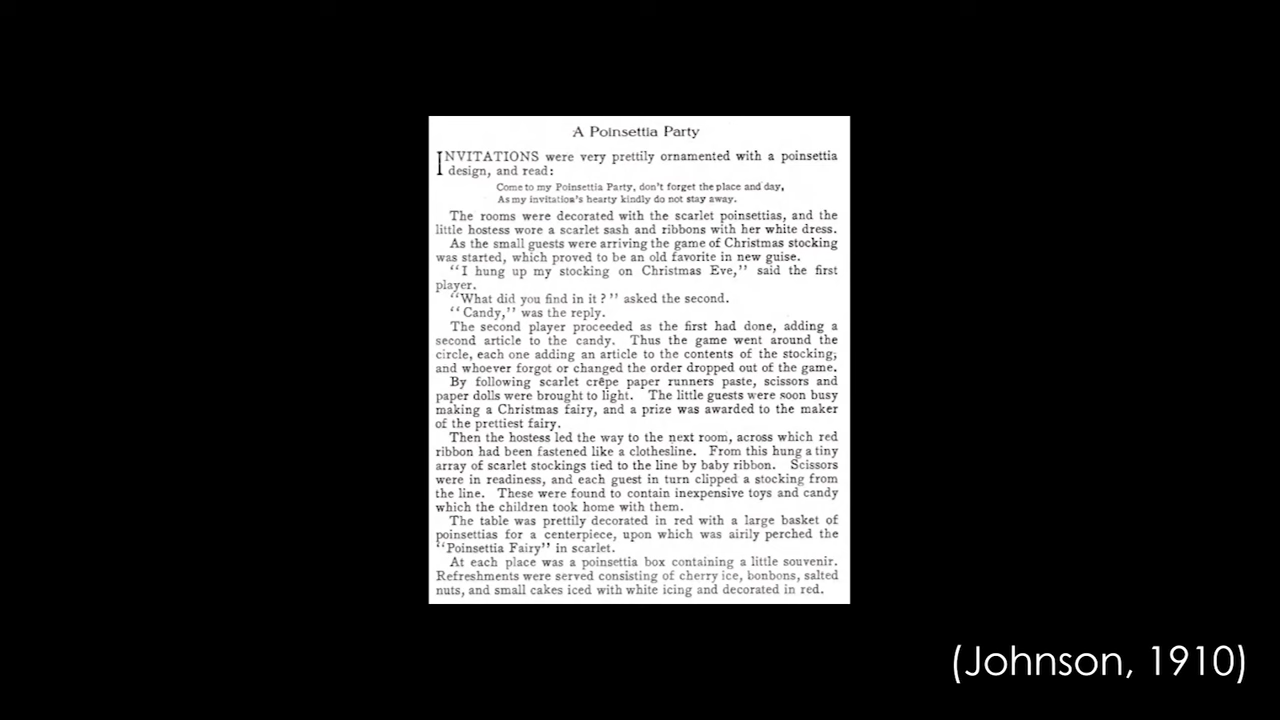 A Poinsettia Party
INVITATIONS were very prettily ornamented with a poinsettia
design, and read:
Come to my Poinsettia Party, don't forget the place and day,
As my invitation's hearty kindly do not stay away.
The rooms were decorated with the scarlet poinsettias, and the
little hostess wore a scarlet sash and ribbons with her white dress.
As the small guests were arriving the game of Christmas stocking
was started, which proved to be an old favorite in new guise.
"I hung up my stocking on Christmas Eve," said the first
player.
"What did you find in it?" asked the second.
"Candy," was the reply.
The second player proceeded as the first had done, adding a
second article to the candy. Thus the game went around the
circle, each one adding an article to the contents of the stocking;
and whoever forgot or changed the order dropped out of the game.
By following scarlet crêpe paper runners paste, scissors and
paper dolls were brought to light. The little guests were soon busy
making a Christmas fairy, and a prize was awarded to the maker
of the prettiest fairy.
Then the hostess led the way to the next room, across which red
ribbon had been fastened like a clothesline. From this hung a tiny
array of scarlet stockings tied to the line by baby ribbon. Scissors
were in readiness, and each guest in turn clipped a stocking from
the line. These were found to contain inexpensive toys and candy
which the children took home with them.
The table was prettily decorated in red with a large basket of
poinsettias for a centerpiece, upon which was airily perched the
"Poinsettia Fairy" in scarlet.
At each place was a poinsettia box containing a little souvenir.
Refreshments were served consisting of cherry ice, bonbons, salted
nuts, and small cakes iced with white icing and decorated in red.
(Johnson, 1910)